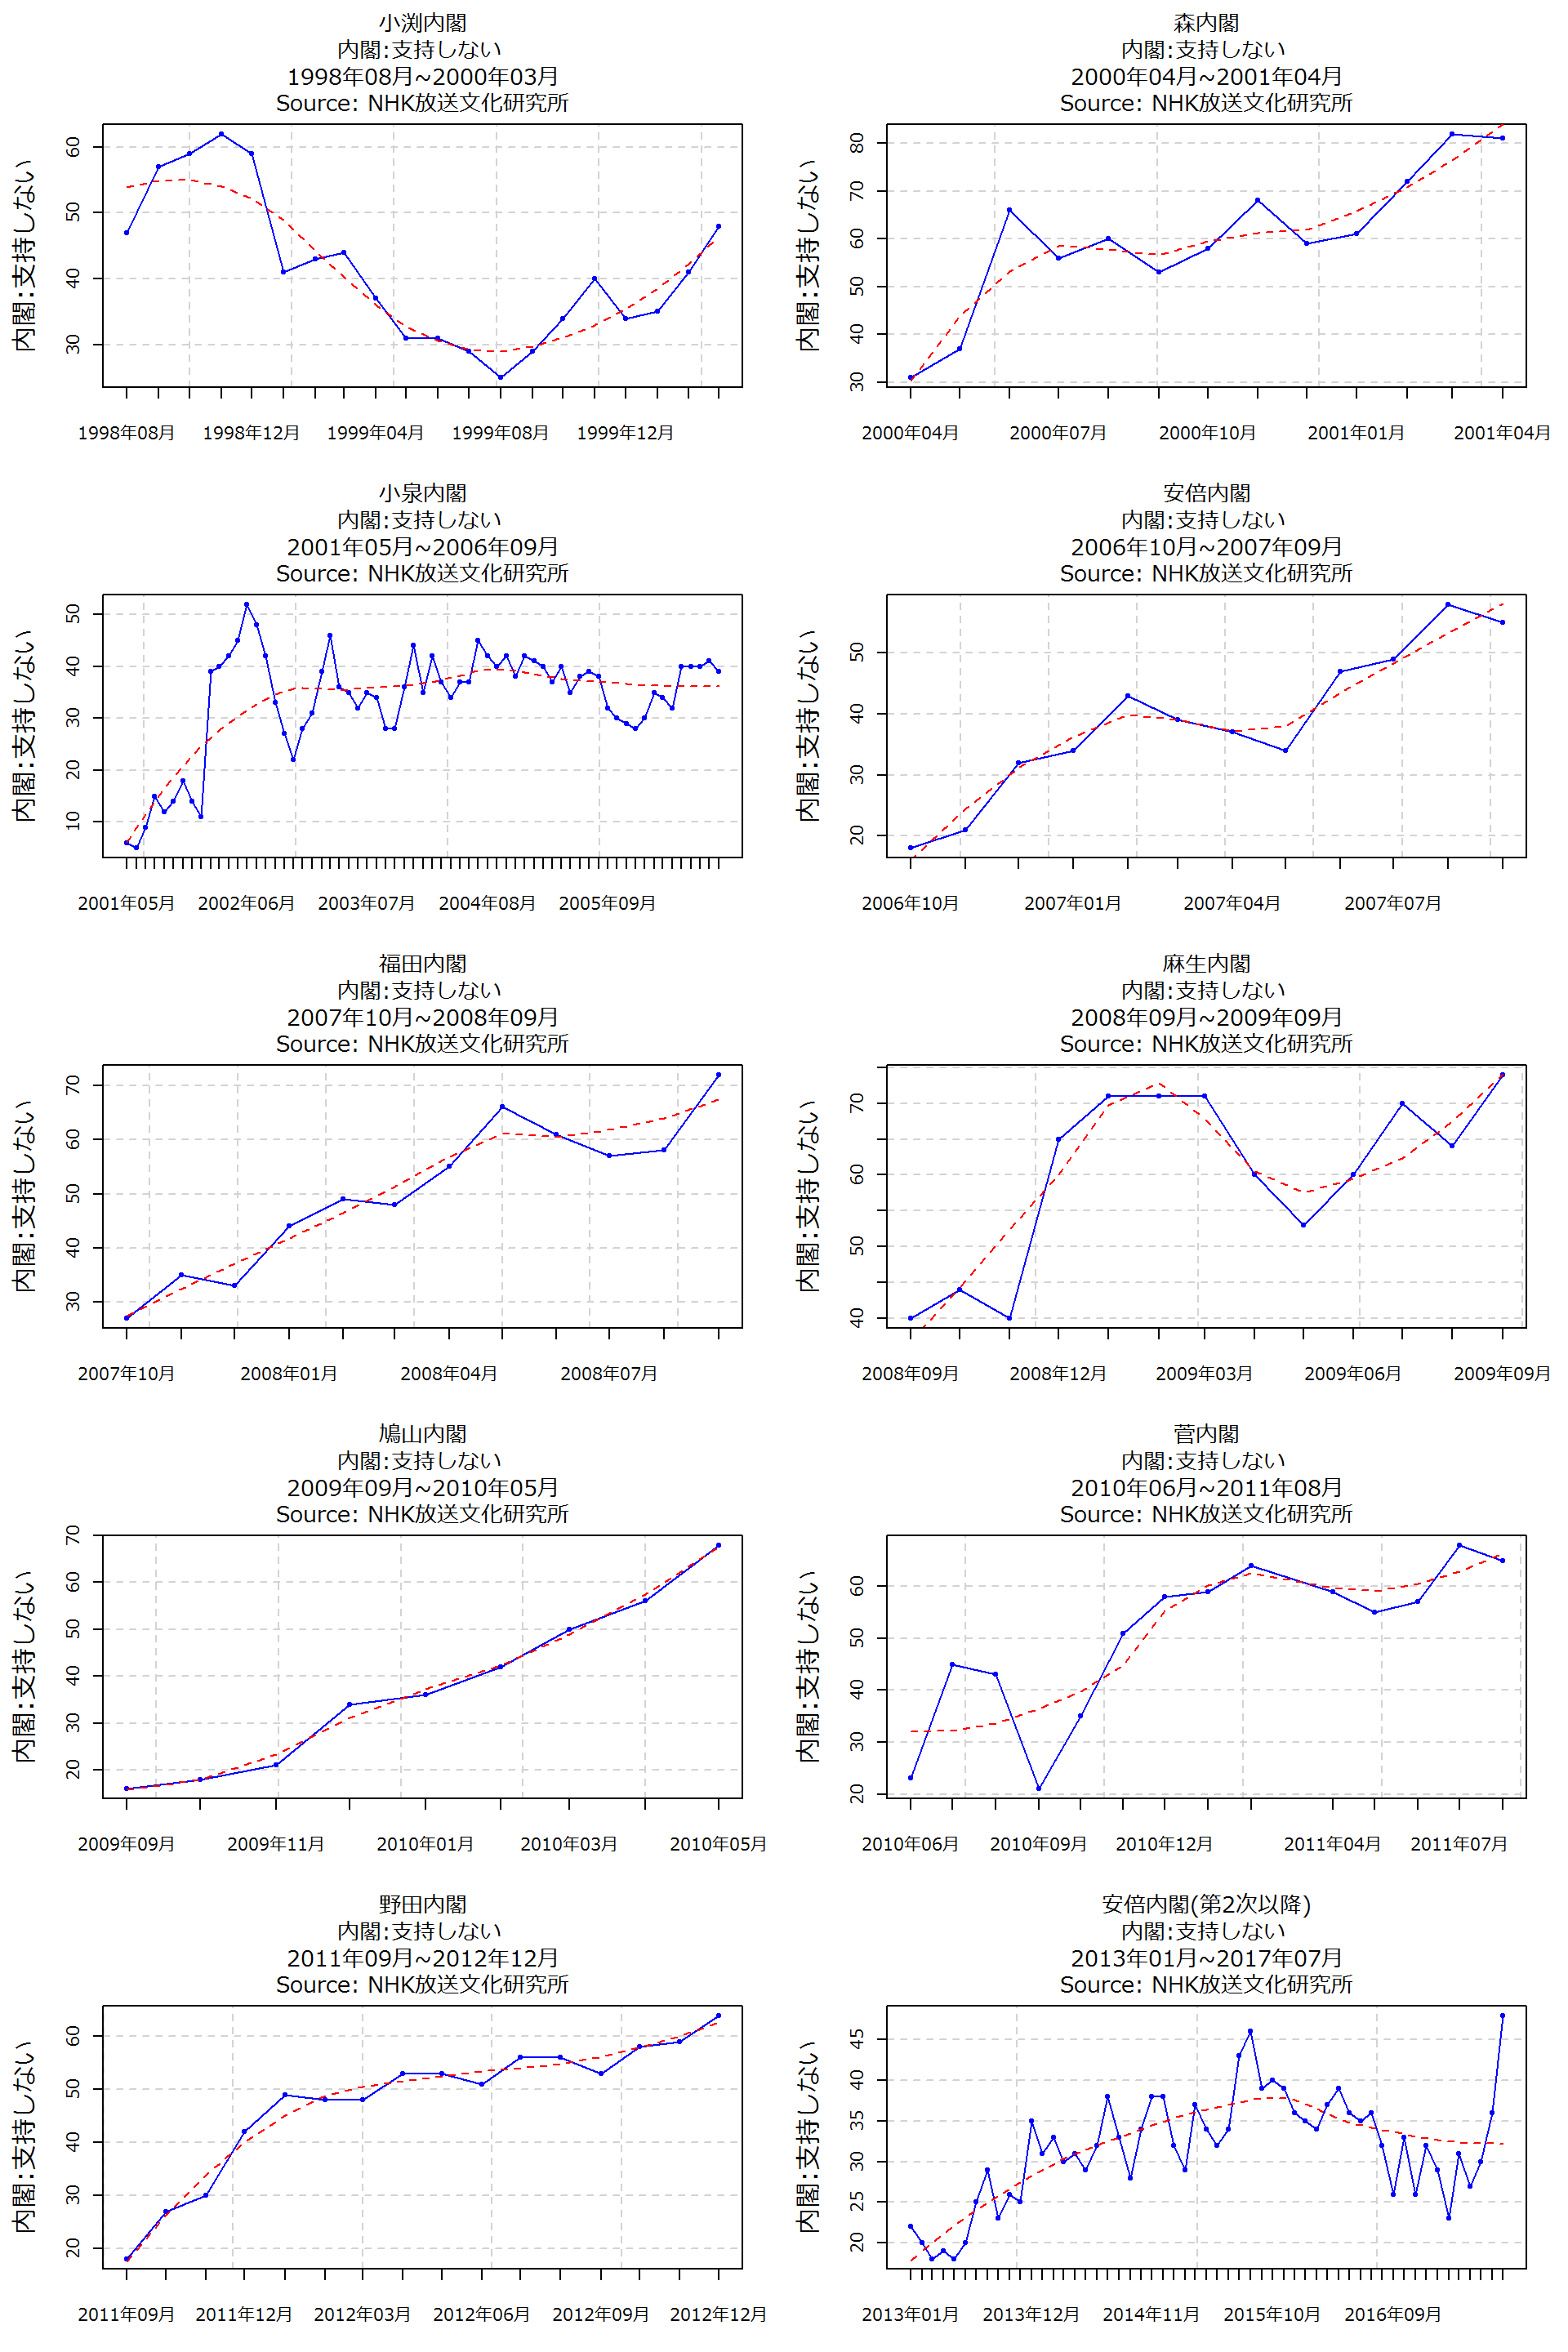 小渕内閣
内閣:支持しない
1998年08月~2000年03月
Source: NHK放送文化研究所
内閣:支持しない
60
50
40
30
1998年08月 1998年12月 1999年04月 1999年08月 1999年12月
森内閣
内閣:支持しない
2000年04月~2001年04月
Source: NHK放送文化研究所
内閣:支持しない
80
70
60
50
40
30
2000年04月 2000年07月 2000年10月 2001年01月 2001年04月
小泉内閣
内閣:支持しない
2001年05月~2006年09月
Source: NHK放送文化研究所
内閣:支持しない
50
40
30
20
10
2001年05月 2002年06月 2003年07月 2004年08月 2005年09月
安倍内閣
内閣:支持しない
2006年10月~2007年09月
Source: NHK放送文化研究所
内閣:支持しない
50
40
30
20
2006年10月 2007年01月 2007年04月 2007年07月
福田内閣
内閣:支持しない
2007年10月~2008年09月
Source: NHK放送文化研究所
内閣:支持しない
70
60
50
40
30
2007年10月 2008年01月 2008年04月 2008年07月
麻生内閣
内閣:支持しない
2008年09月~2009年09月
Source: NHK放送文化研究所
内閣:支持しない
70
60
50
40
2008年09月 2008年12月 2009年03月 2009年06月 2009年09月
鳩山内閣
内閣:支持しない
2009年09月~2010年05月
Source: NHK放送文化研究所
内閣:支持しない
70
60
50
40
30
20
2009年09月 2009年11月 2010年01月 2010年03月 2010年05月
菅内閣
内閣:支持しない
2010年06月~2011年08月
Source: NHK放送文化研究所
内閣:支持しない
60
50
40
30
20
2010年06月 2010年09月 2010年12月 2011年04月 2011年07月
野田内閣
内閣:支持しない
2011年09月~2012年12月
Source: NHK放送文化研究所
内閣:支持しない
60
50
40
30
20
2011年09月 2011年12月 2012年03月 2012年06月 2012年09月 2012年12月
安倍内閣(第2次以降)
内閣:支持しない
2013年01月~2017年07月
Source: NHK放送文化研究所
内閣:支持しない
45
40
35
30
25
20
2013年01月 2013年12月 2014年11月 2015年10月 2016年09月